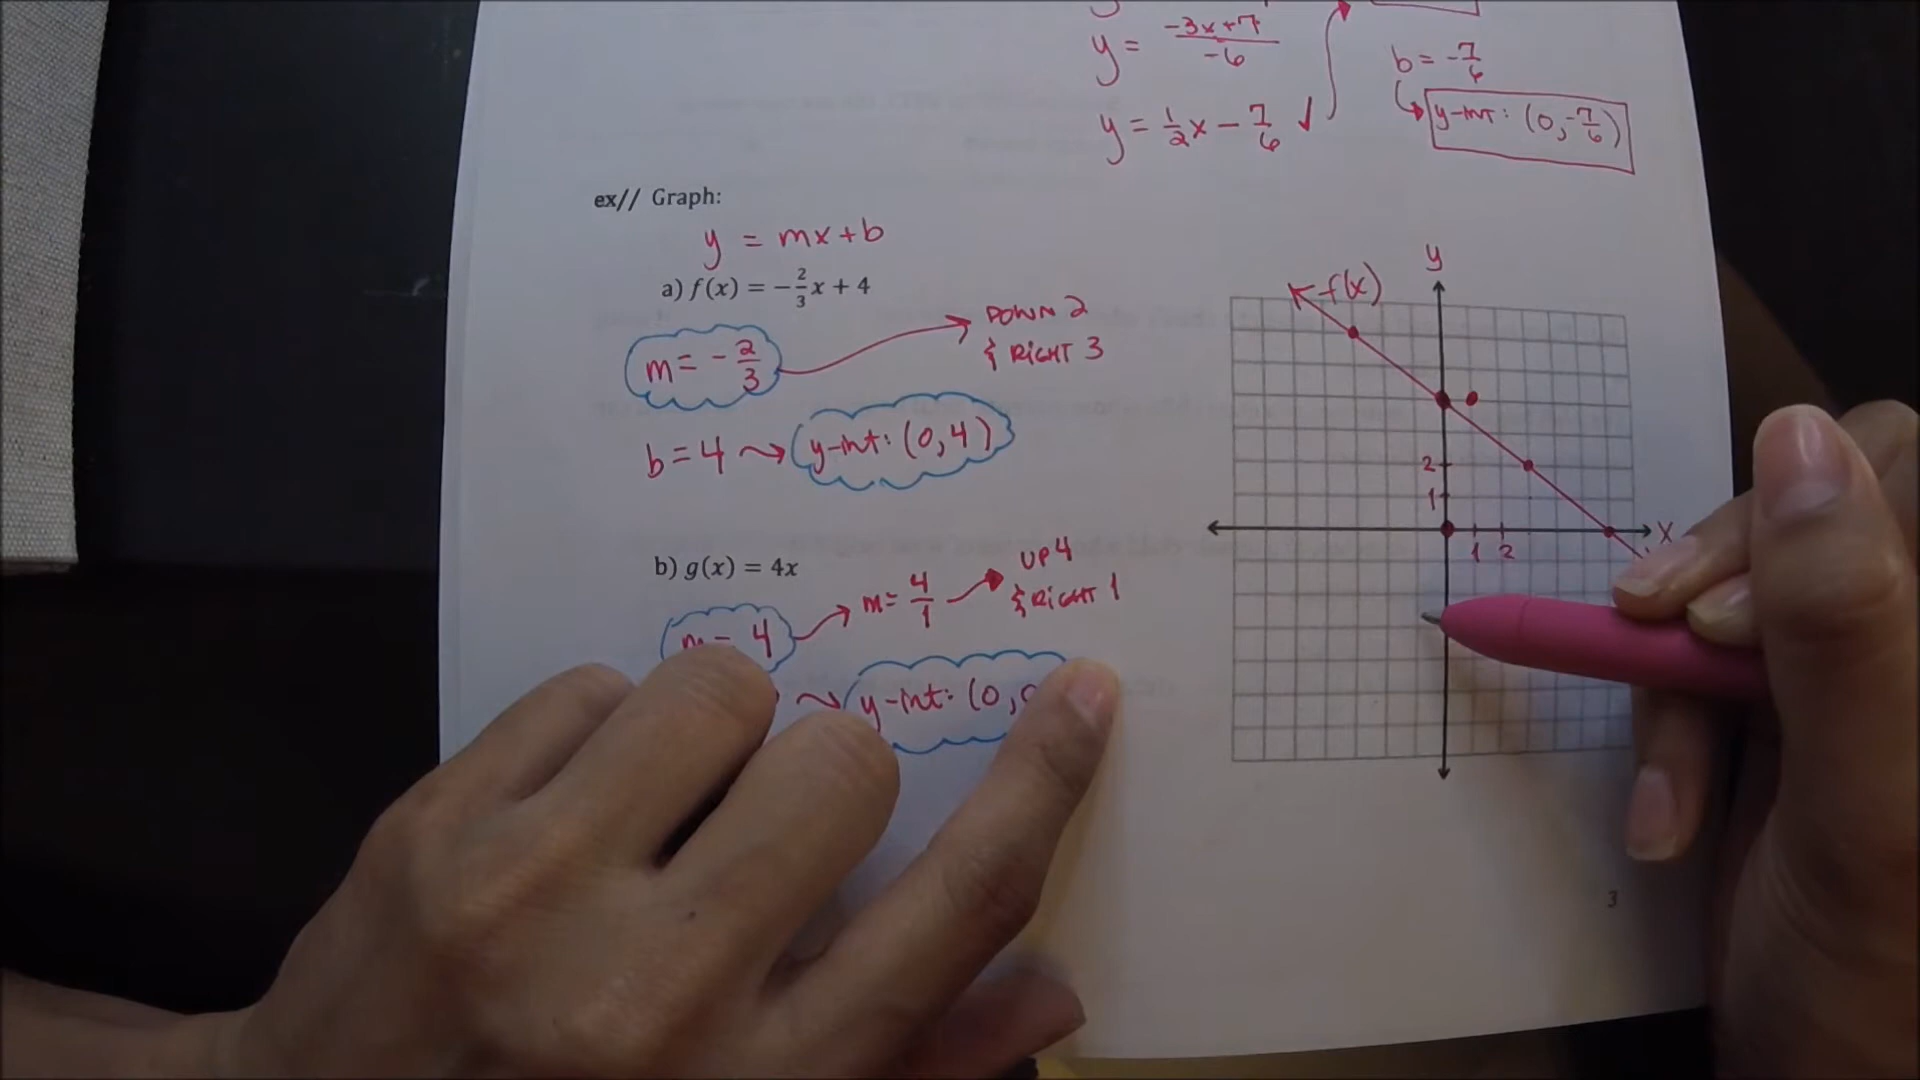 y = -3x+7 / -6
b = -7/6
y = 1/2 x - 7/6 ✓
y-int: (0, -7/6)
ex// Graph:
y = mx+b
a) f(x) = -2/3 x + 4
m = -2/3
DOWN 2
& RIGHT 3
b = 4 ⤳ y-int: (0, 4)
b) g(x) = 4x
m = 4
m = 4/1
UP 4
& RIGHT 1
y-int: (0,
y
f(x)
2
1
1 2
x
3